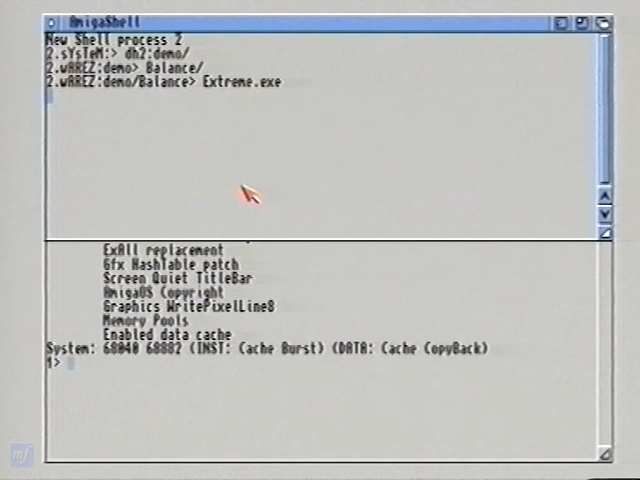 AmigaShell
New Shell process 2
2.sYsTeM:> dh2:demo/
2.wAREZ:demo> Balance/
2.wAREZ:demo/Balance> Extreme.exe
ExAll replacement
Gfx HashTable patch
Screen Quiet TitleBar
AmigaOS Copyright
Graphics WritePixelLine8
Memory Pools
Enabled data cache
System: 68040 68882 (INST: Cache Burst) (DATA: Cache CopyBack)
1>
mf